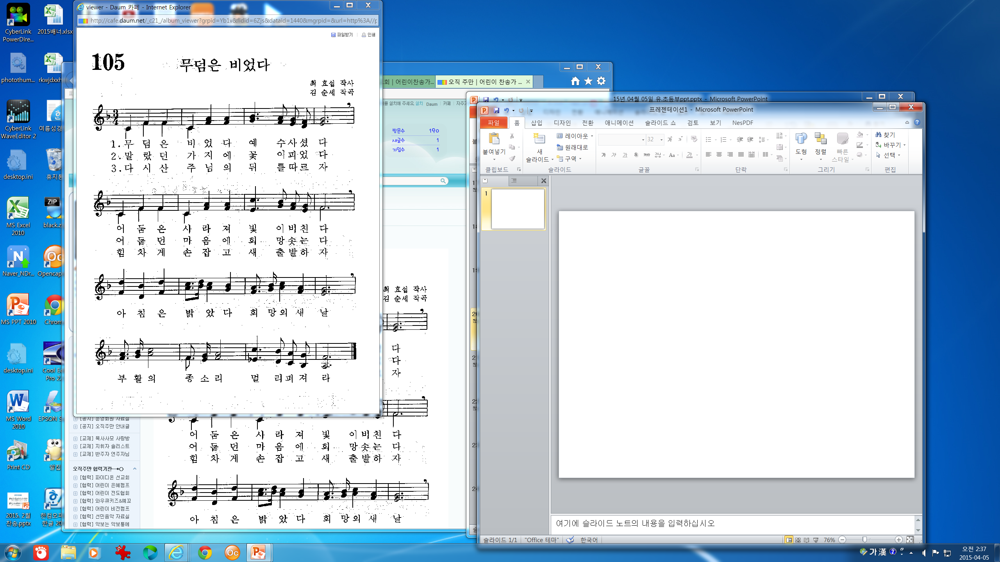 viewer - Daum 카페 - Internet Explorer
http://cafe.daum.net/_c21_/album_viewer?grpid=Yb1v&fldid=6Zjs&dataid=1440&mgrpid=&url=http%3A//p
파일받기 | 인쇄
105
무덤은 비었다
최 효섭 작사
김 순세 작곡
3
4
1.무 덤 은 비 었 다 예 수사셨 다
2.말 랐 던 가 지 에 꽃 이피었 다
3.다 시 산 주 님 의 뒤 를따르 자
어 둠 은 사 라 져 빛 이비친 다
어 둡 던 마 음 에 희 망솟는 다
힘 차 게 손 잡 고 새 출발하 자
아 침 은 밝 았 다 희 망의 새 날
부 활 의 종 소 리 멀 리퍼져 라
CyberLink
PowerDire...
2015배너.xlsx
photothum...
CyberLink
WaveEditor 2
여름성경
desktop.ini
휴지통
MS Excel
2010
ZIP
Naver_NDr...
Opencap
MS PPT 2010
Chrom
desktop.ini
Cool Ed
Pro 2.
MS Word
2010
EPSON S
Print CD
알집
2015. 2월
찬송.pptx
한컴오피
한글 20
회 | 어린이찬송가...
오직 주만 | 어린이 찬송가 ...
를 설치해 주세요. 설치 Daum | 카페 | 자주가
방문수 190
새글수 1
가입수 1
최 효섭 작사
김 순세 작곡
다
다
자
어 둠 은 사 라 져 빛 이비친 다
어 둡 던 마 음 에 희 망솟는 다
힘 차 게 손 잡 고 새 출발하 자
아 침 은 밝 았 다 희 망의 새 날
[공지] 운영회원 자료실
[공지] 오직주만 안내글
[교제] 목사사모 사랑방
[교제] 지휘자 솔리스트
[교제] 반주자 연주자님
오직주만 협력기관
[협력] 파이디온 선교회
[협력] 어린이 은혜캠프
[협력] 어린이 전도협회
[협력] 와우큐키즈&예꼬
[협력] 어린이 비전캠프
[협력] 선민음악 자료실
[협력] 악보는 악보통에
15년 04월 05일 유.초등부ppt.pptx - Microsoft PowerPoint
프레젠테이션1 - Microsoft PowerPoint
파일 홈 삽입 디자인 전환 애니메이션 슬라이드 쇼 검토 보기 NesPDF
붙여넣기
클립보드
새
슬라이드
레이아웃
원래대로
구역
슬라이드
32
가 가 가 S 가나 Aa 가
글꼴
단락
도형 정렬 빠른
스타일
그리기
찾기
바꾸기
선택
편집
1
18
19
20
22
23
24
여기에 슬라이드 노트의 내용을 입력하십시오
슬라이드 1/1 "Office 테마" 한국어 76%
가 漢
오전 2:37
2015-04-05